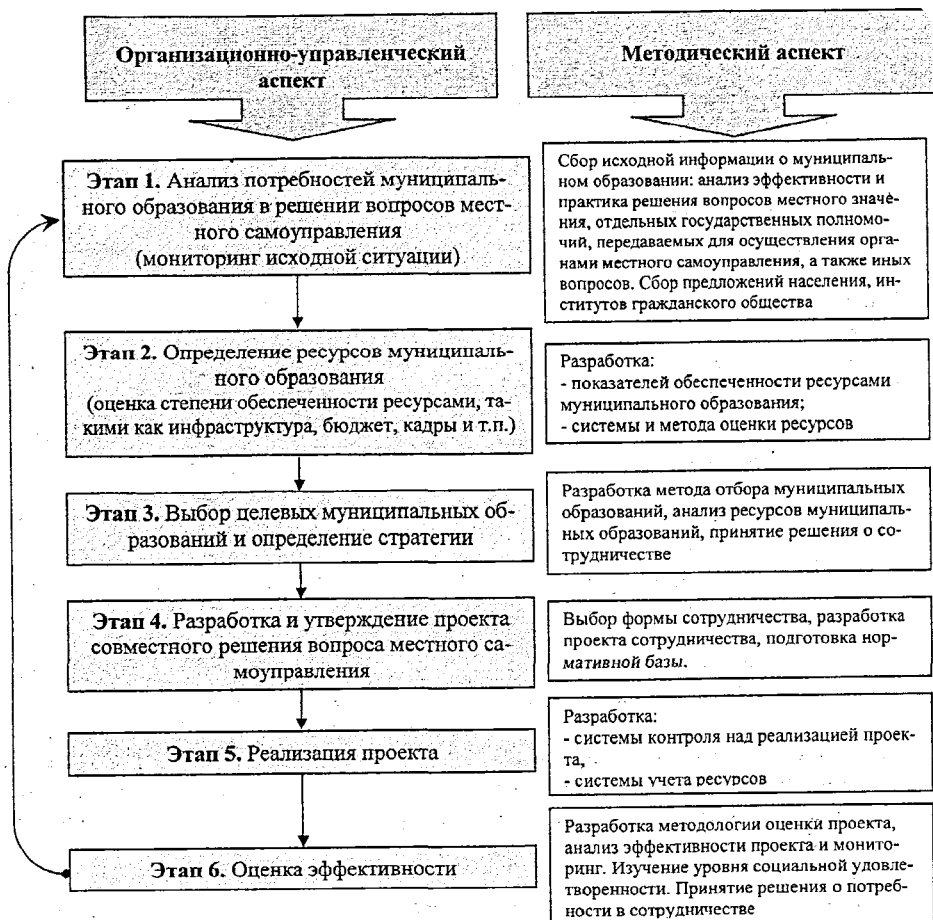 Организационно-управленческий
аспект
Методический аспект
Этап 1. Анализ потребностей муниципаль-
ного образования в решении вопросов мест-
ного самоуправления
(мониторинг исходной ситуации)
Сбор исходной информации о муниципаль-
ном образовании: анализ эффективности и
практика решения вопросов местного значе-
ния, отдельных государственных полномо-
чий, передаваемых для осуществления орга-
нами местного самоуправления, а также иных
вопросов. Сбор предложений населения, ин-
ститутов гражданского общества
Этап 2. Определение ресурсов муниципаль-
ного образования
(оценка степени обеспеченности ресурсами, та-
кими как инфраструктура, бюджет, кадры и т.п.)
Разработка:
- показателей обеспеченности ресурсами
муниципального образования;
- системы и метода оценки ресурсов
Этап 3. Выбор целевых муниципальных об-
разований и определение стратегии
Разработка метода отбора муниципальных
образований, анализ ресурсов муниципаль-
ных образований, принятие решения о со-
трудничестве
Этап 4. Разработка и утверждение проекта
совместного решения вопроса местного са-
моуправления
Выбор формы сотрудничества, разработка
проекта сотрудничества, подготовка нор-
мативной базы.
Этап 5. Реализация проекта
Разработка:
- системы контроля над реализацией проек-
та,
- системы учета ресурсов
Этап 6. Оценка эффективности
Разработка методологии оценки проекта,
анализ эффективности проекта и монито-
ринг. Изучение уровня социальной удовле-
творенности. Принятие решения о потреб-
ности в сотрудничестве